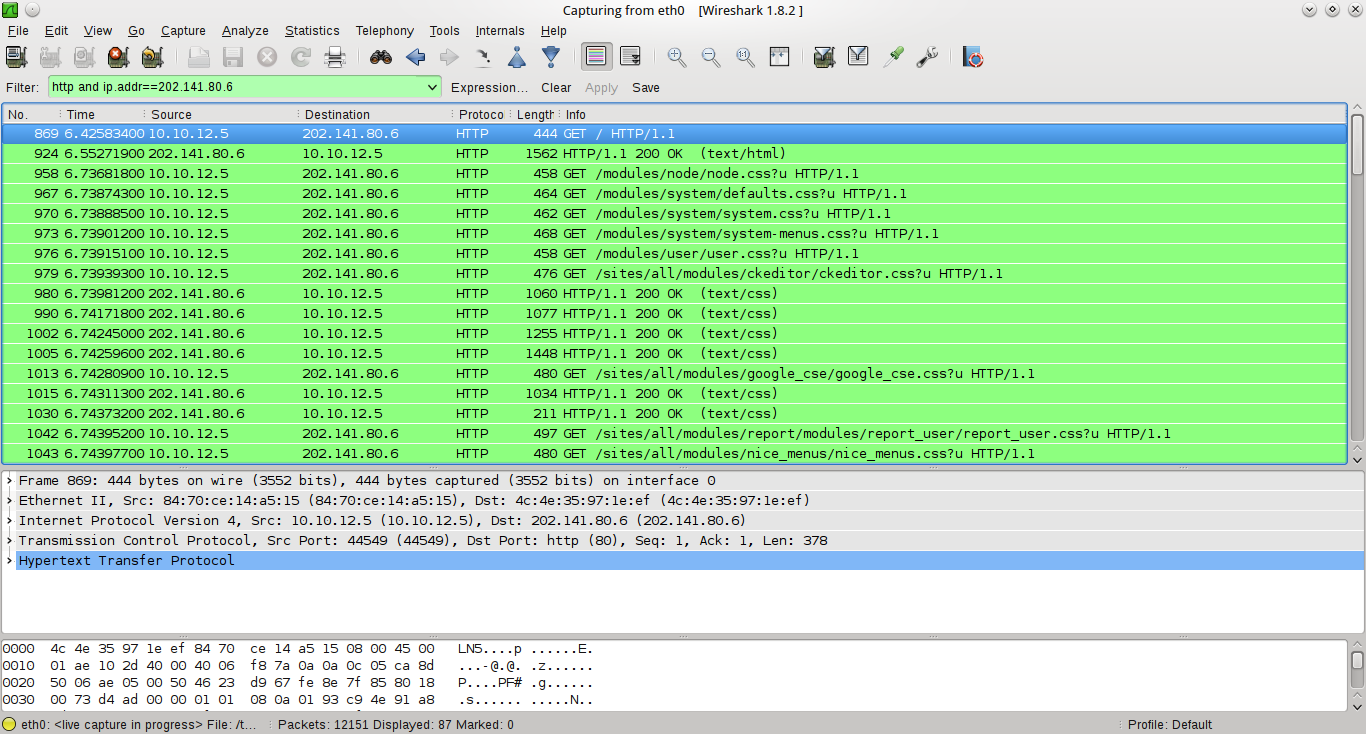 Capturing from eth0 [Wireshark 1.8.2 ]
File Edit View Go Capture Analyze Statistics Telephony Tools Internals Help
Filter: http and ip.addr==202.141.80.6 Expression... Clear Apply Save
No. Time Source Destination Protoco Length Info
869 6.42583400 10.10.12.5 202.141.80.6 HTTP 444 GET / HTTP/1.1
924 6.55271900 202.141.80.6 10.10.12.5 HTTP 1562 HTTP/1.1 200 OK (text/html)
958 6.73681800 10.10.12.5 202.141.80.6 HTTP 458 GET /modules/node/node.css?u HTTP/1.1
967 6.73874300 10.10.12.5 202.141.80.6 HTTP 464 GET /modules/system/defaults.css?u HTTP/1.1
970 6.73888500 10.10.12.5 202.141.80.6 HTTP 462 GET /modules/system/system.css?u HTTP/1.1
973 6.73901200 10.10.12.5 202.141.80.6 HTTP 468 GET /modules/system/system-menus.css?u HTTP/1.1
976 6.73915100 10.10.12.5 202.141.80.6 HTTP 458 GET /modules/user/user.css?u HTTP/1.1
979 6.73939300 10.10.12.5 202.141.80.6 HTTP 476 GET /sites/all/modules/ckeditor/ckeditor.css?u HTTP/1.1
980 6.73981200 202.141.80.6 10.10.12.5 HTTP 1060 HTTP/1.1 200 OK (text/css)
990 6.74171800 202.141.80.6 10.10.12.5 HTTP 1077 HTTP/1.1 200 OK (text/css)
1002 6.74245000 202.141.80.6 10.10.12.5 HTTP 1255 HTTP/1.1 200 OK (text/css)
1005 6.74259600 202.141.80.6 10.10.12.5 HTTP 1448 HTTP/1.1 200 OK (text/css)
1013 6.74280900 10.10.12.5 202.141.80.6 HTTP 480 GET /sites/all/modules/google_cse/google_cse.css?u HTTP/1.1
1015 6.74311300 202.141.80.6 10.10.12.5 HTTP 1034 HTTP/1.1 200 OK (text/css)
1030 6.74373200 202.141.80.6 10.10.12.5 HTTP 211 HTTP/1.1 200 OK (text/css)
1042 6.74395200 10.10.12.5 202.141.80.6 HTTP 497 GET /sites/all/modules/report/modules/report_user/report_user.css?u HTTP/1.1
1043 6.74397700 10.10.12.5 202.141.80.6 HTTP 480 GET /sites/all/modules/nice_menus/nice_menus.css?u HTTP/1.1
Frame 869: 444 bytes on wire (3552 bits), 444 bytes captured (3552 bits) on interface 0
Ethernet II, Src: 84:70:ce:14:a5:15 (84:70:ce:14:a5:15), Dst: 4c:4e:35:97:1e:ef (4c:4e:35:97:1e:ef)
Internet Protocol Version 4, Src: 10.10.12.5 (10.10.12.5), Dst: 202.141.80.6 (202.141.80.6)
Transmission Control Protocol, Src Port: 44549 (44549), Dst Port: http (80), Seq: 1, Ack: 1, Len: 378
Hypertext Transfer Protocol
0000 4c 4e 35 97 1e ef 84 70 ce 14 a5 15 08 00 45 00 LN5....p ......E.
0010 01 ae 10 2d 40 00 40 06 f8 7a 0a 0a 0c 05 ca 8d ...-@.@. .z......
0020 50 06 ae 05 00 50 46 23 d9 67 fe 8e 7f 85 80 18 P....PF# .g......
0030 00 73 d4 ad 00 00 01 01 08 0a 01 93 c9 4e 91 a8 .s...... .....N..
eth0: <live capture in progress> File: /t... Packets: 12151 Displayed: 87 Marked: 0 Profile: Default